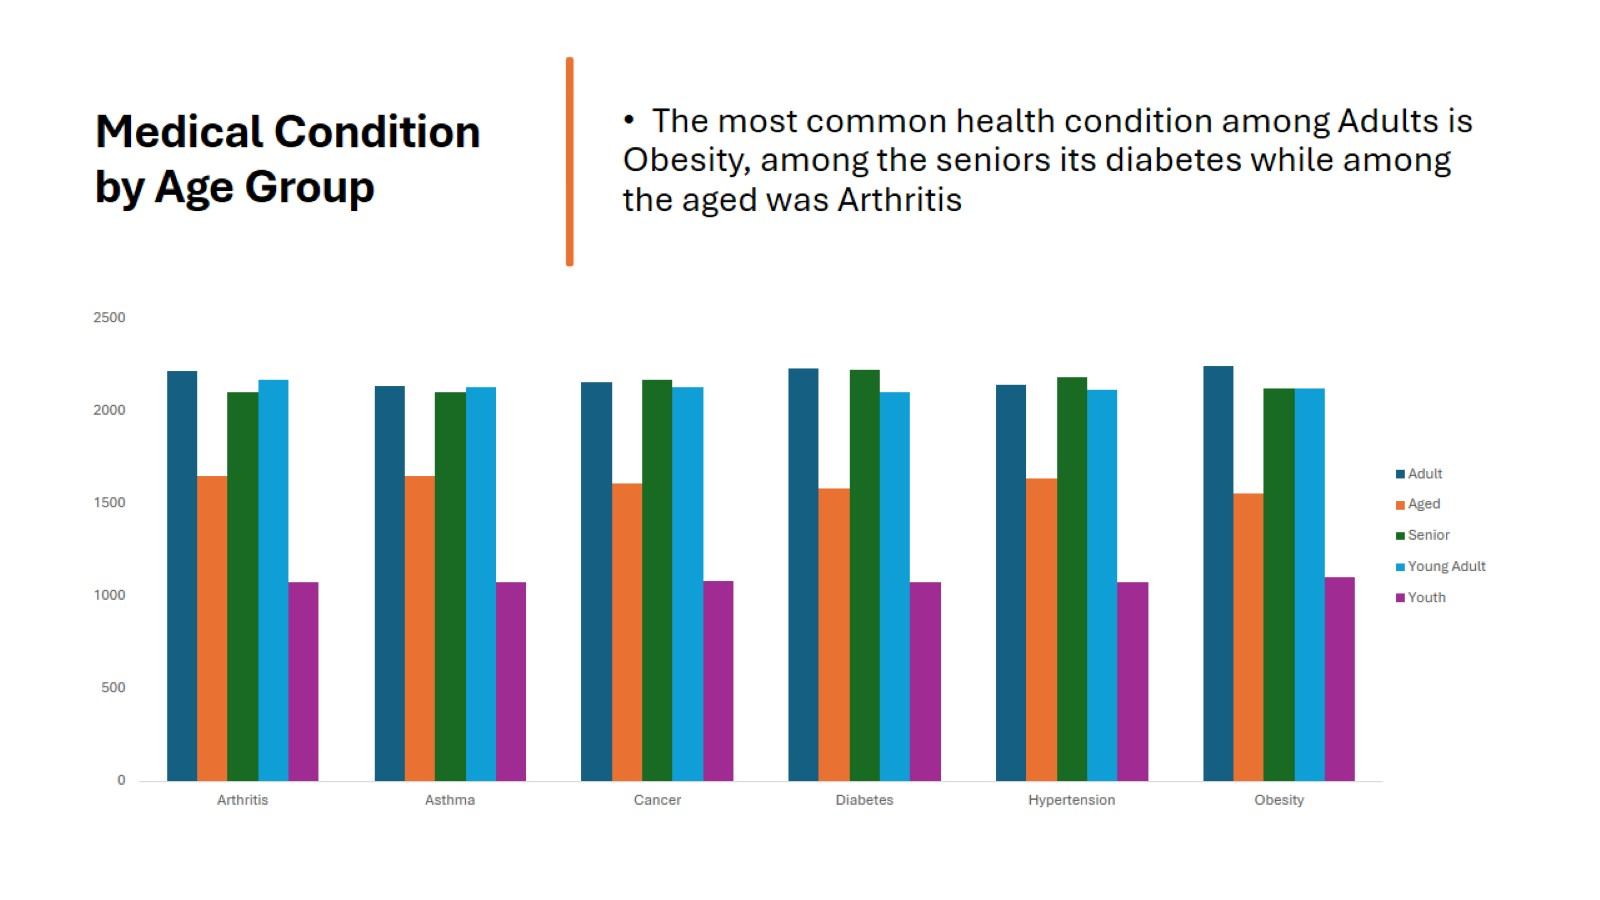 Medical Condition
by Age Group
• The most common health condition among Adults is
Obesity, among the seniors its diabetes while among
the aged was Arthritis
2500
2000
1500
1000
500
0
Arthritis
Asthma
Cancer
Diabetes
Hypertension
Obesity
Adult
Aged
Senior
Young Adult
Youth